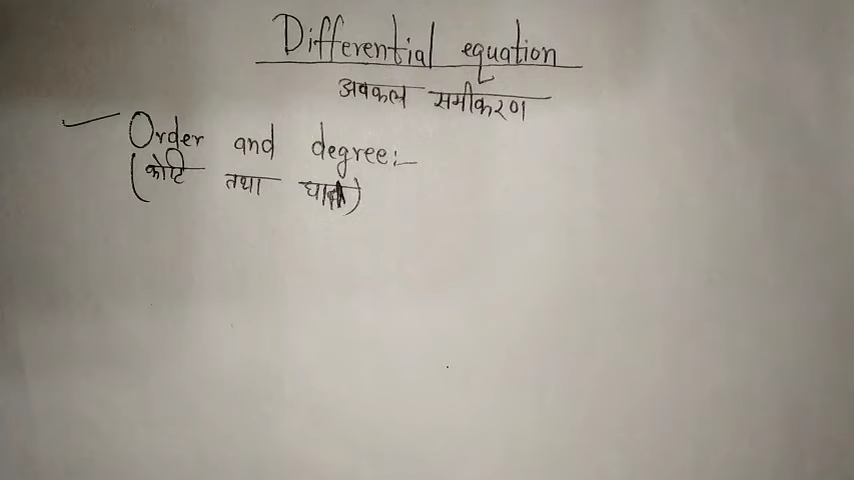 Differential equation
अवकल समीकरण
Order and degree:-
(कोटि तथा घात)